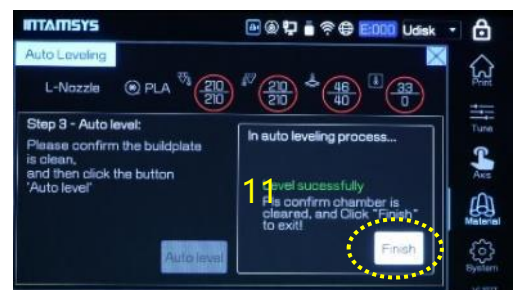 INTAMSYS
E:000 Udisk
Auto Leveling
L-Nozzle PLA 210 210 210 210 46 40 33 0
Print
Step 3 - Auto level:
Please confirm the buildplate
is clean,
and then click the button
'Auto level'
Auto level
In auto leveling process...
11
Level sucessfully
Pls confirm chamber is
cleared, and Click "Finish"
to exit!
Finish
Tune
Axis
Material
System